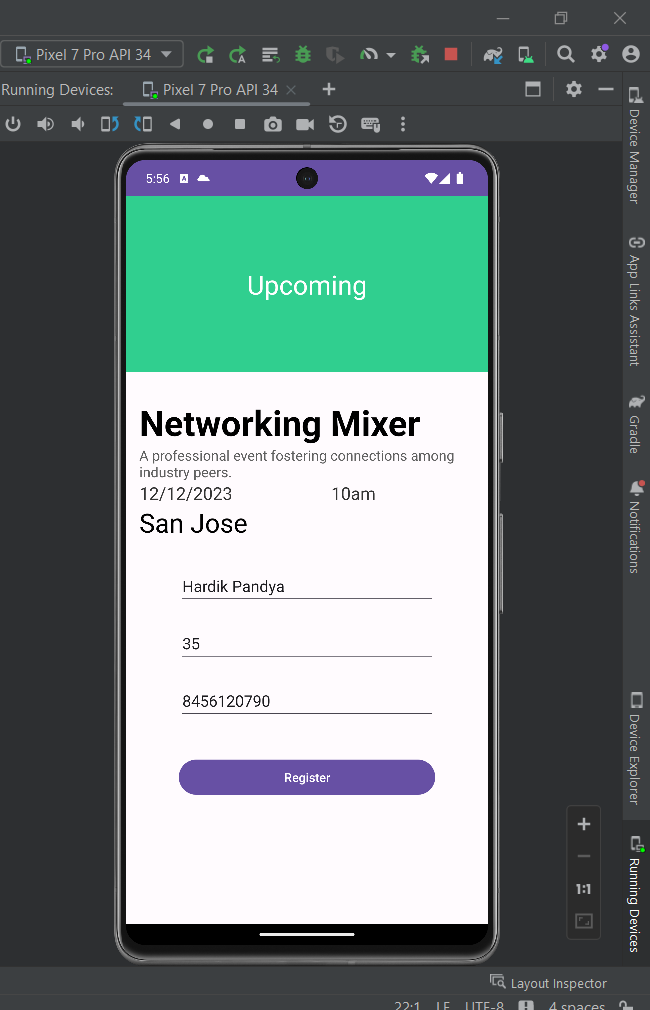 Pixel 7 Pro API 34
Running Devices:
Pixel 7 Pro API 34
5:56
Upcoming
Networking Mixer
A professional event fostering connections among
industry peers.
12/12/2023
10am
San Jose
Hardik Pandya
35
8456120790
Register
1:1
Device Manager
App Links Assistant
Gradle
Notifications
Device Explorer
Running Devices
Layout Inspector
22:1 LF UTF-8 4 spaces